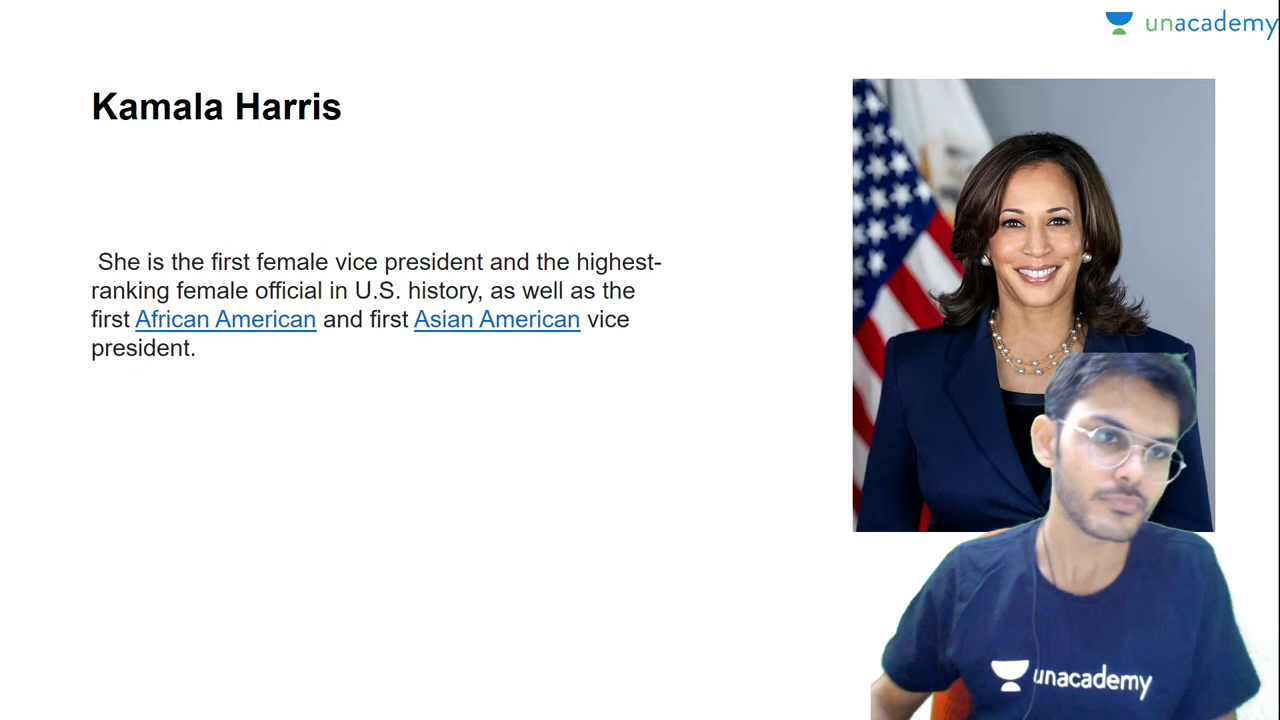 unacademy
Kamala Harris
She is the first female vice president and the highest-
ranking female official in U.S. history, as well as the
first African American and first Asian American vice
president.
unacademy